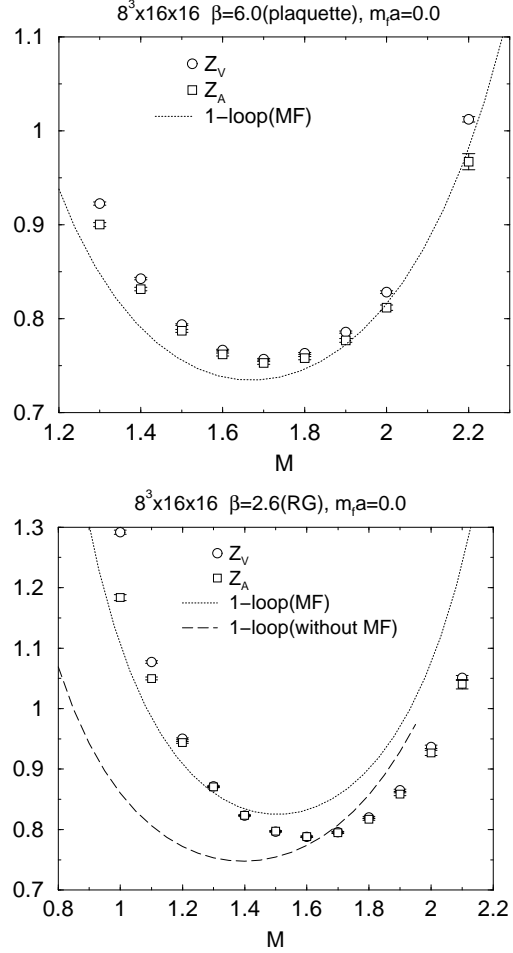 8³x16x16 β=6.0(plaquette), m_fa=0.0
1.1
1
0.9
0.8
0.7
Z_V
Z_A
1−loop(MF)
1.2 1.4 1.6 1.8 2 2.2
M
8³x16x16 β=2.6(RG), m_fa=0.0
1.3
1.2
1.1
1
0.9
0.8
0.7
Z_V
Z_A
1−loop(MF)
1−loop(without MF)
0.8 1 1.2 1.4 1.6 1.8 2 2.2
M